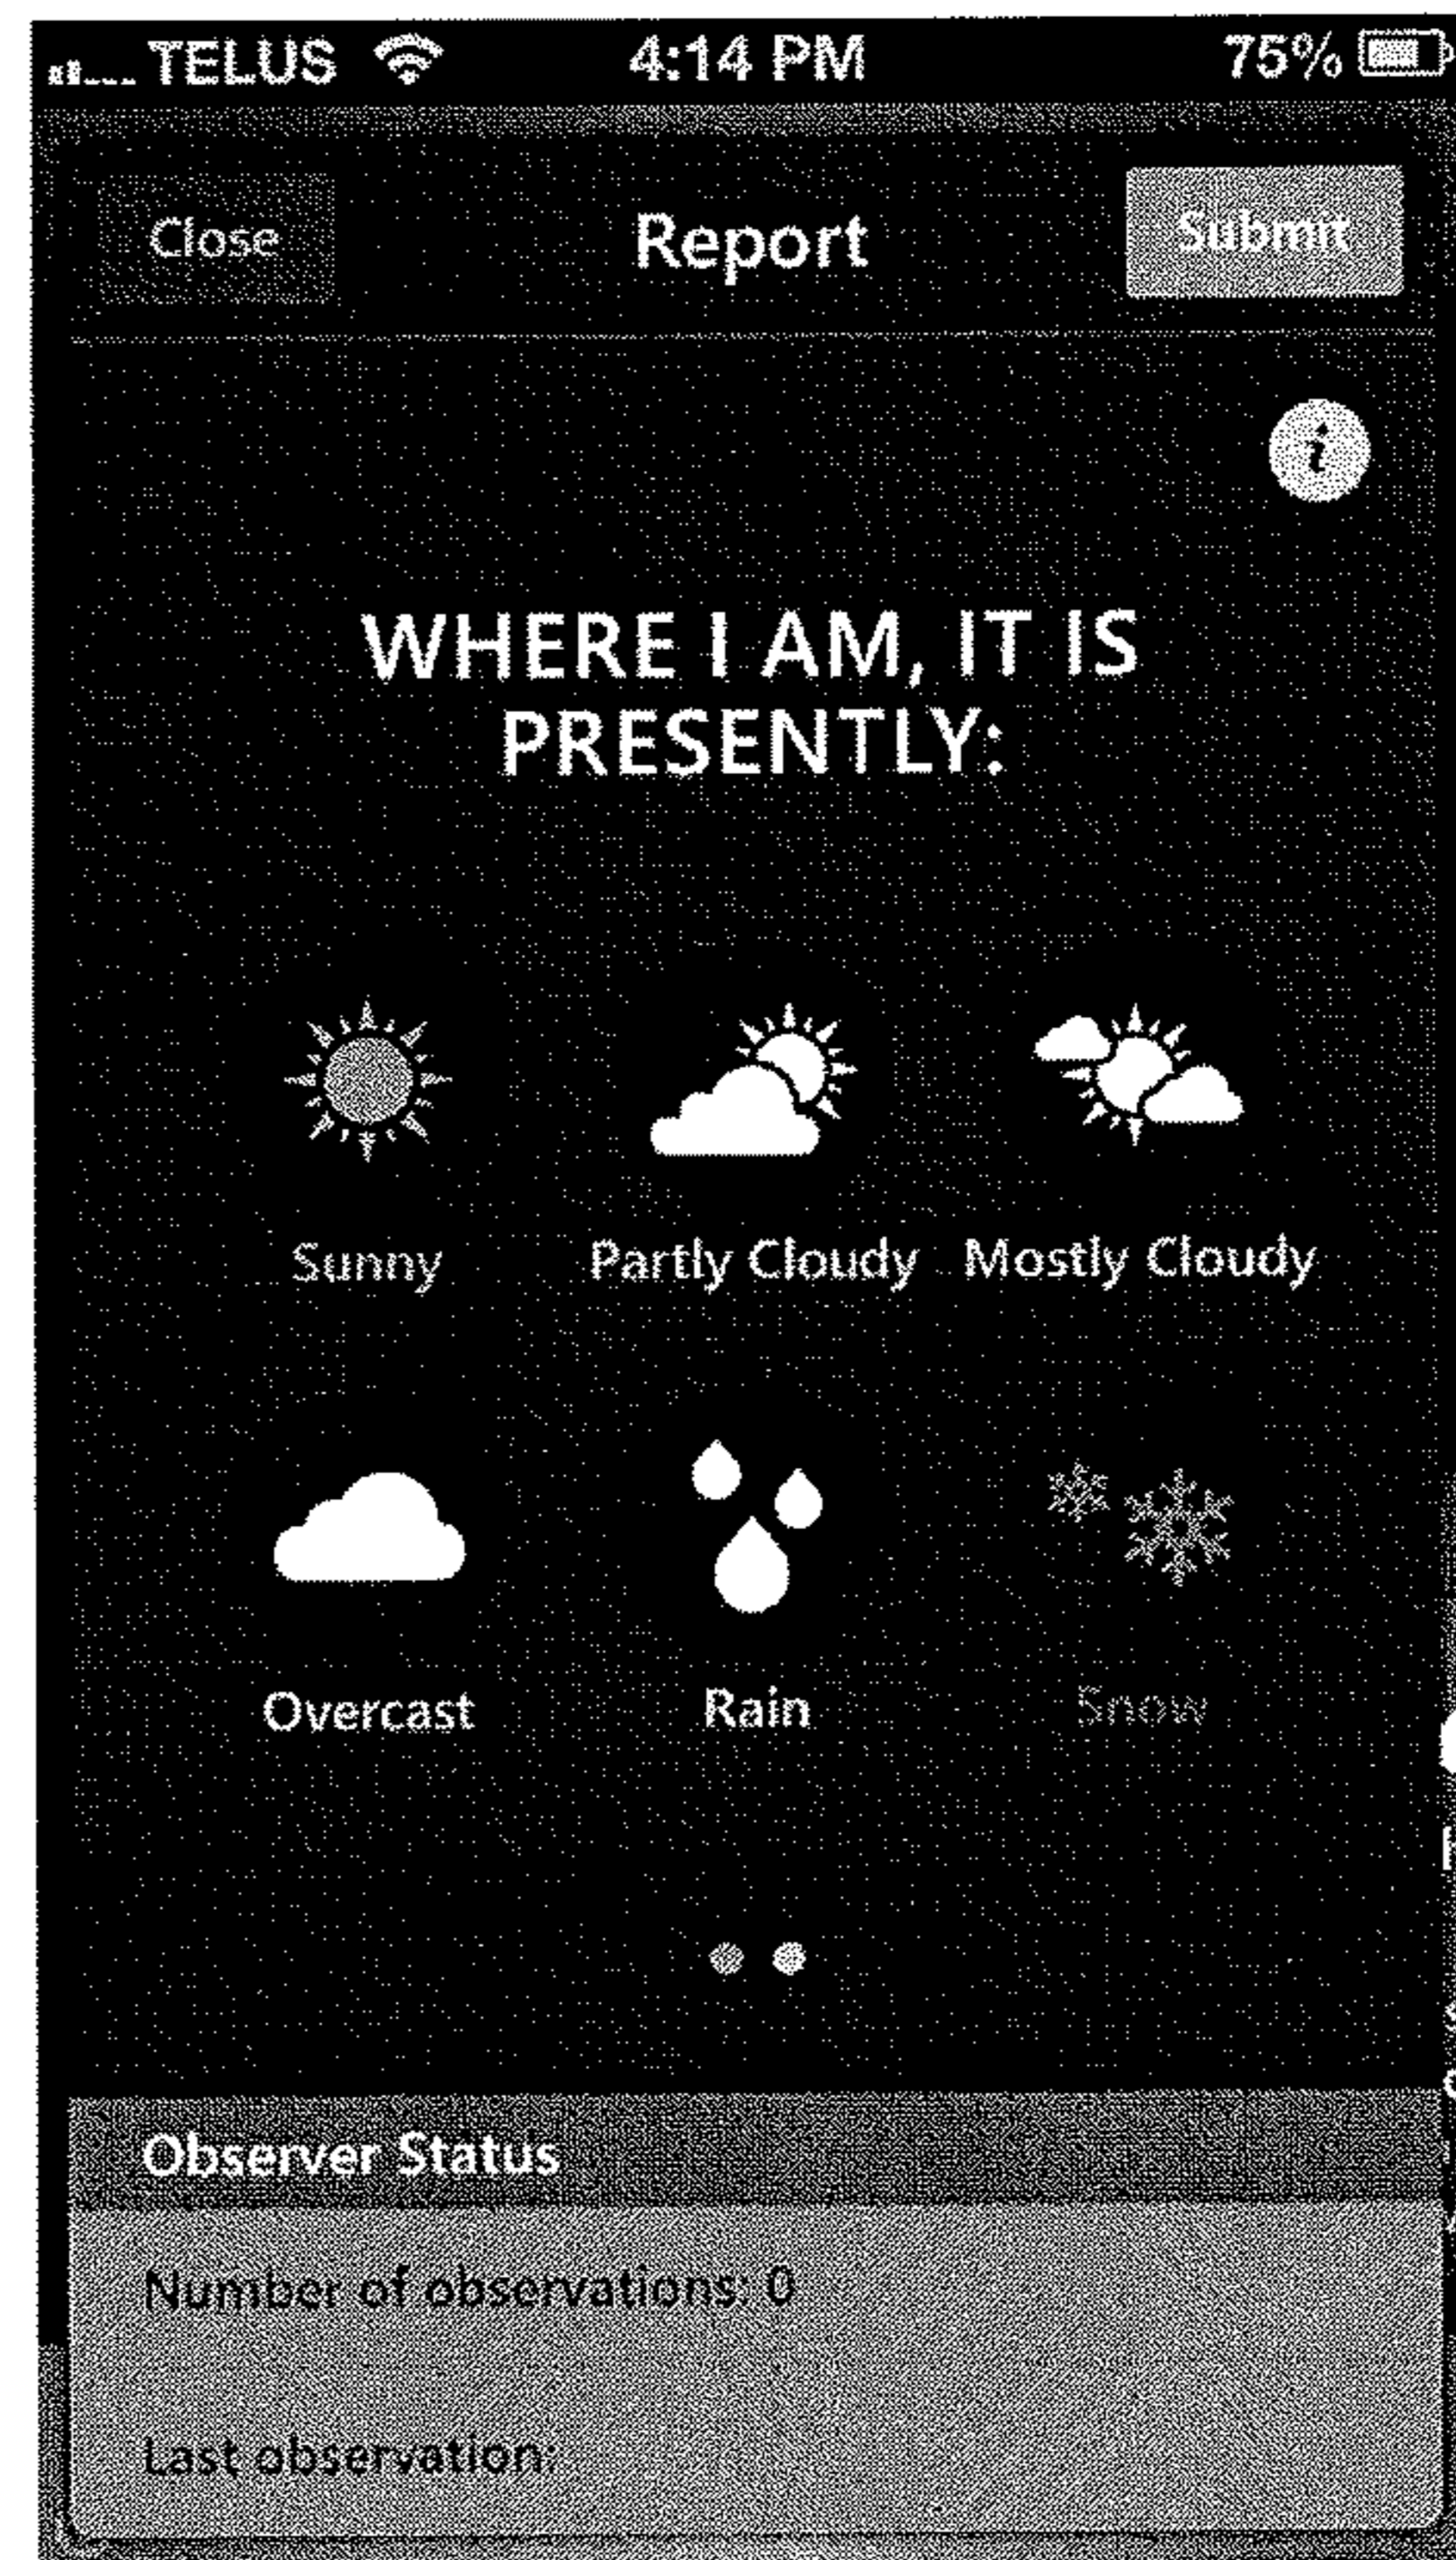 TELUS 4:14 PM 75%
Close Report Submit
i
WHERE I AM, IT IS
PRESENTLY:
Sunny Partly Cloudy Mostly Cloudy
Overcast Rain Snow
Observer Status
Number of observations: 0
Last observation: